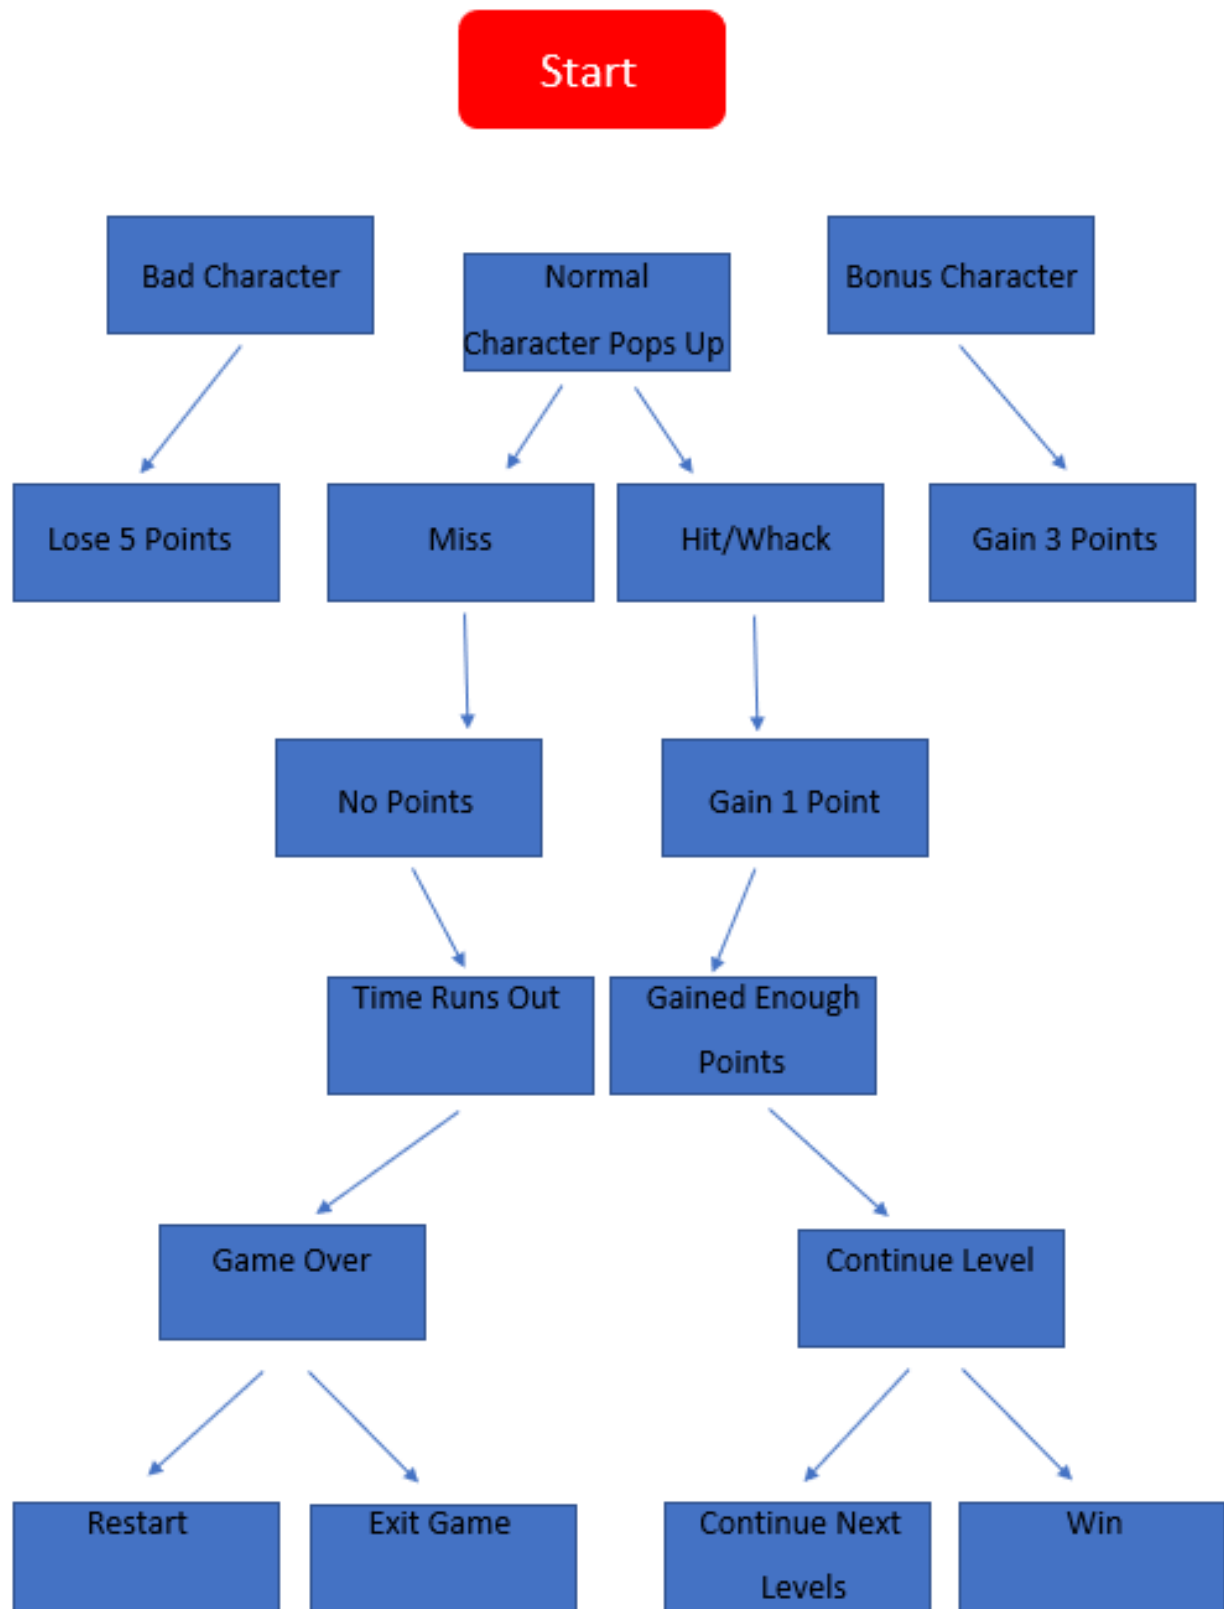 Start
Bad Character
Normal
Character Pops Up
Bonus Character
Lose 5 Points
Miss
Hit/Whack
Gain 3 Points
No Points
Gain 1 Point
Time Runs Out
Gained Enough
Points
Game Over
Continue Level
Restart
Exit Game
Continue Next
Levels
Win